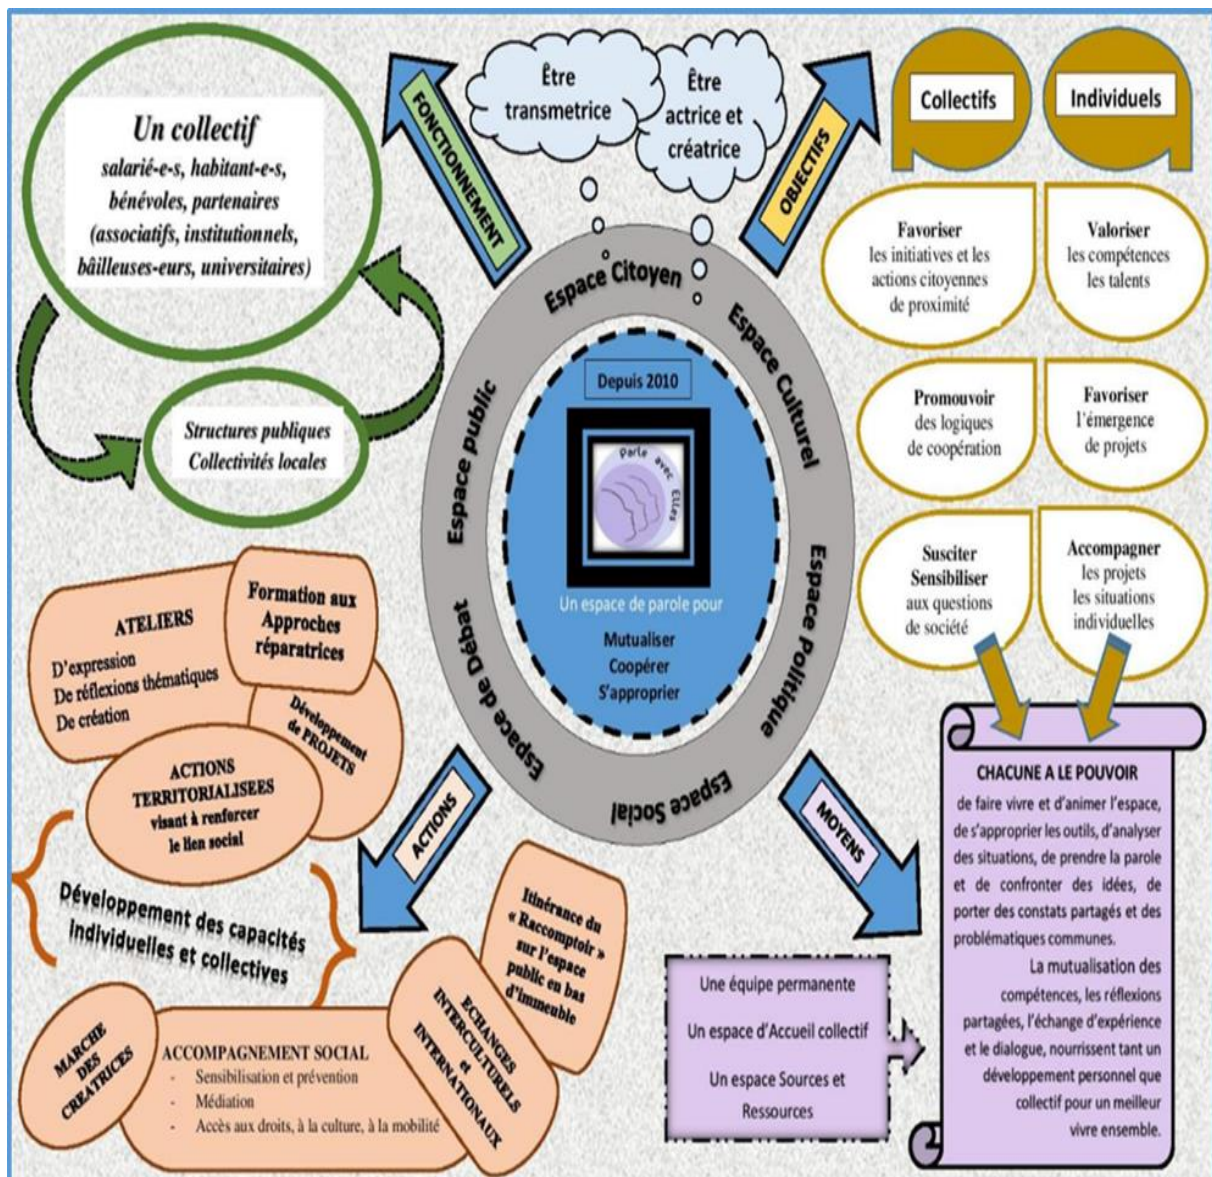 Un collectif
salarié-e-s, habitant-e-s,
bénévoles, partenaires
(associatifs, institutionnels,
bâilleuses-eurs, universitaires)
Structures publiques
Collectivités locales
FONCTIONNEMENT
Être
transmetrice
Être
actrice et
créatrice
OBJECTIFS
Collectifs
Individuels
Favoriser
les initiatives et les
actions citoyennes
de proximité
Valoriser
les compétences
les talents
Promouvoir
des logiques
de coopération
Favoriser
l'émergence
de projets
Susciter
Sensibiliser
aux questions
de société
Accompagner
les projets
les situations
individuelles
Espace Citoyen
Espace Culturel
Espace Politique
Espace Social
Espace de Débat
Espace public
Depuis 2010
Parle avec Elles
Un espace de parole pour
Mutualiser
Coopérer
S'approprier
ATELIERS
D'expression
De réflexions thématiques
De création
Formation aux
Approches
réparatrices
Développement
de PROJETS
ACTIONS
TERRITORIALISEES
visant à renforcer
le lien social
ACTIONS
MOYENS
Développement des capacités
Individuelles et collectives
Itinérance du
« Raccomptoir »
sur l'espace
public en bas
d'immeuble
ECHANGES
INTERCULTURELS
et
INTERNATIONAUX
MARCHE
DES
CREATRICES
ACCOMPAGNEMENT SOCIAL
- Sensibilisation et prévention
- Médiation
- Accès aux droits, à la culture, à la mobilité
Une équipe permanente
Un espace d'Accueil collectif
Un espace Sources et
Ressources
CHACUNE A LE POUVOIR
de faire vivre et d'animer l'espace,
de s'approprier les outils, d'analyser
des situations, de prendre la parole
et de confronter des idées, de
porter des constats partagés et des
problématiques communes.
La mutualisation des
compétences, les réflexions
partagées, l'échange d'expérience
et le dialogue, nourrissent tant un
développement personnel que
collectif pour un meilleur
vivre ensemble.